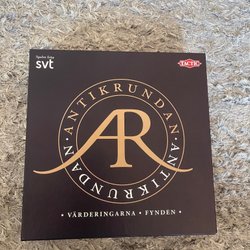 svt
TACTIC
ANTIKRUNDAN · ANTIKRUNDAN ·
AR
• VÄRDERINGARNA • FYNDEN •